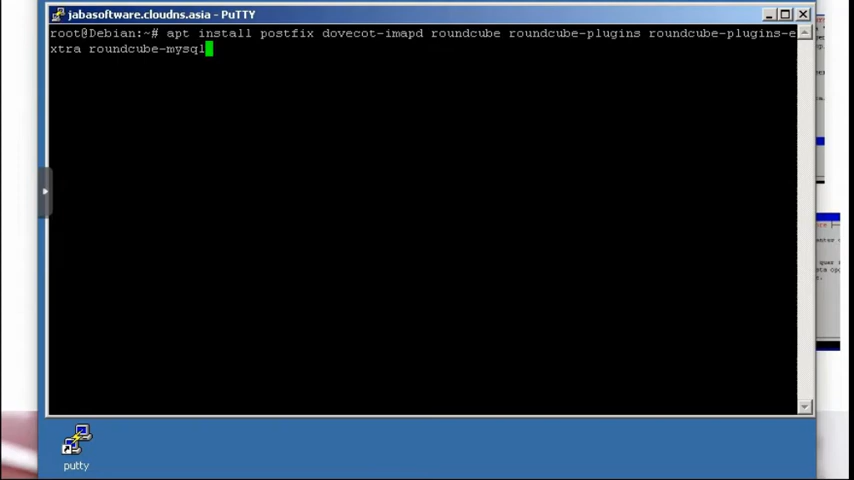 jabasoftware.cloudns.asia - PuTTY
root@Debian:~# apt install postfix dovecot-imapd roundcube roundcube-plugins roundcube-plugins-e
xtra roundcube-mysql
putty